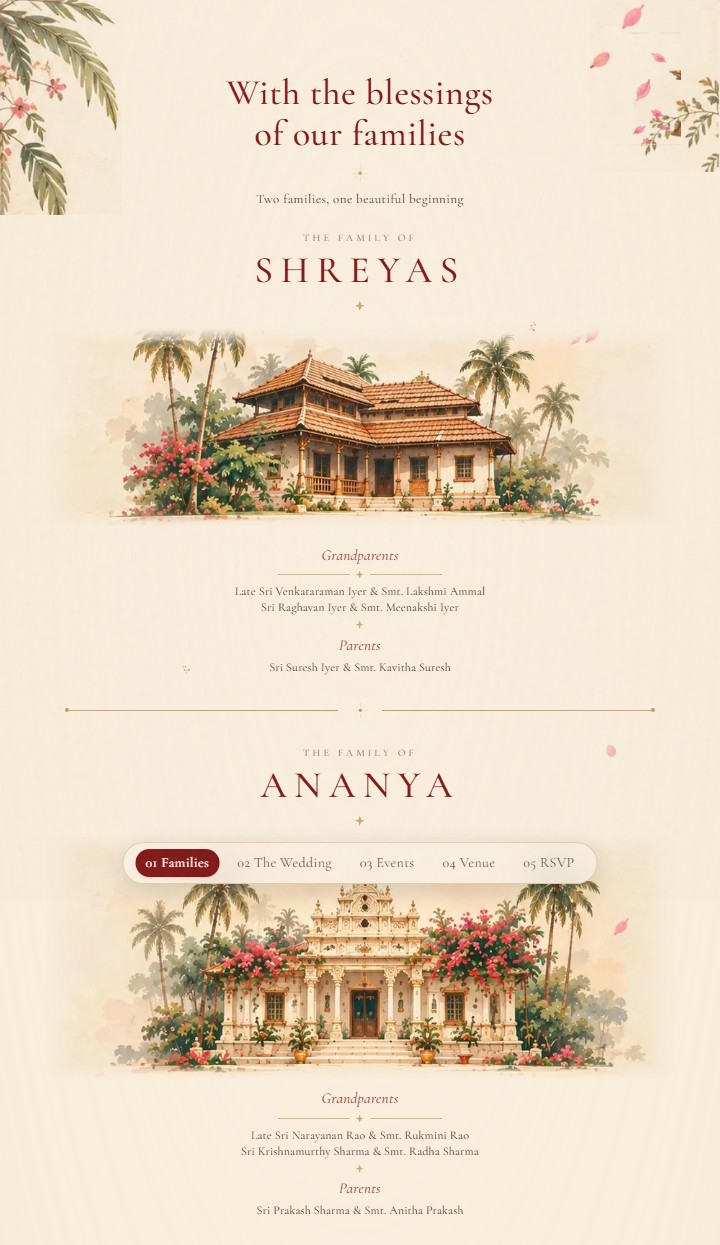 With the blessings
of our families
Two families, one beautiful beginning
THE FAMILY OF
SHREYAS
Grandparents
Late Sri Venkataraman Iyer & Smt. Lakshmi Ammal
Sri Raghavan Iyer & Smt. Meenakshi Iyer
Parents
Sri Suresh Iyer & Smt. Kavitha Suresh
THE FAMILY OF
ANANYA
01 Families 02 The Wedding 03 Events 04 Venue 05 RSVP
Grandparents
Late Sri Narayanan Rao & Smt. Rukmini Rao
Sri Krishnamurthy Sharma & Smt. Radha Sharma
Parents
Sri Prakash Sharma & Smt. Anitha Prakash